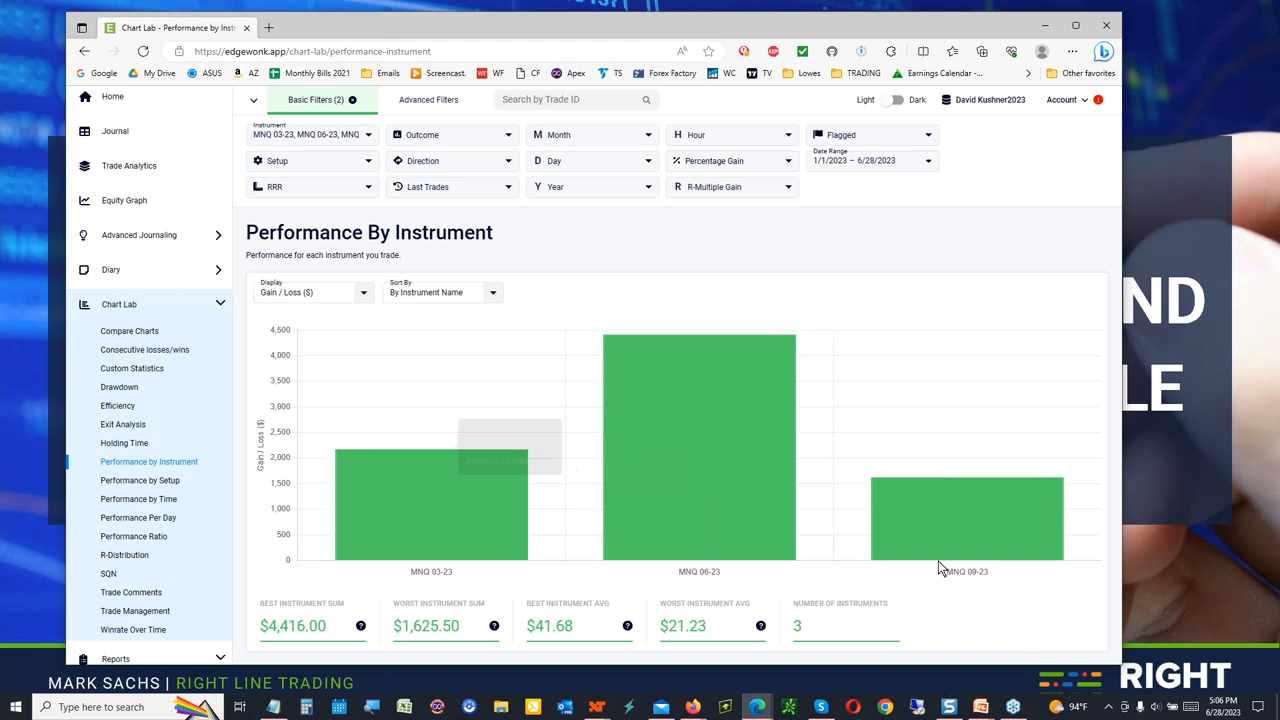 Chart Lab - Performance by Instr
https://edgewonk.app/chart-lab/performance-instrument
Google
My Drive
ASUS
AZ
Monthly Bills 2021
Emails
Screencast.
WF
CF
Apex
TS
Forex Factory
WC
TV
Lowes
TRADING
Earnings Calendar -...
Other favorites
Home
Journal
Trade Analytics
Equity Graph
Advanced Journaling
Diary
Chart Lab
Compare Charts
Consecutive losses/wins
Custom Statistics
Drawdown
Efficiency
Exit Analysis
Holding Time
Performance by Instrument
Performance by Setup
Performance by Time
Performance Per Day
Performance Ratio
R-Distribution
SQN
Trade Comments
Trade Management
Winrate Over Time
Reports
Basic Filters (2)
Advanced Filters
Search by Trade ID
Light
Dark
David Kushner2023
Account
Instrument
MNQ 03-23, MNQ 06-23, MNQ
Outcome
M Month
H Hour
Flagged
Setup
Direction
D Day
Percentage Gain
Date Range
1/1/2023 – 6/28/2023
RRR
Last Trades
Y Year
R R-Multiple Gain
Performance By Instrument
Performance for each instrument you trade.
Display
Gain / Loss ($)
Sort By
By Instrument Name
Gain / Loss ($)
4,500
4,000
3,500
3,000
2,500
2,000
1,500
1,000
500
0
MNQ 03-23
MNQ 06-23
MNQ 09-23
BEST INSTRUMENT SUM
$4,416.00
WORST INSTRUMENT SUM
$1,625.50
BEST INSTRUMENT AVG
$41.68
WORST INSTRUMENT AVG
$21.23
NUMBER OF INSTRUMENTS
3
ND
LE
MARK SACHS | RIGHT LINE TRADING
RIGHT
Type here to search
94°F
5:06 PM
6/28/2023